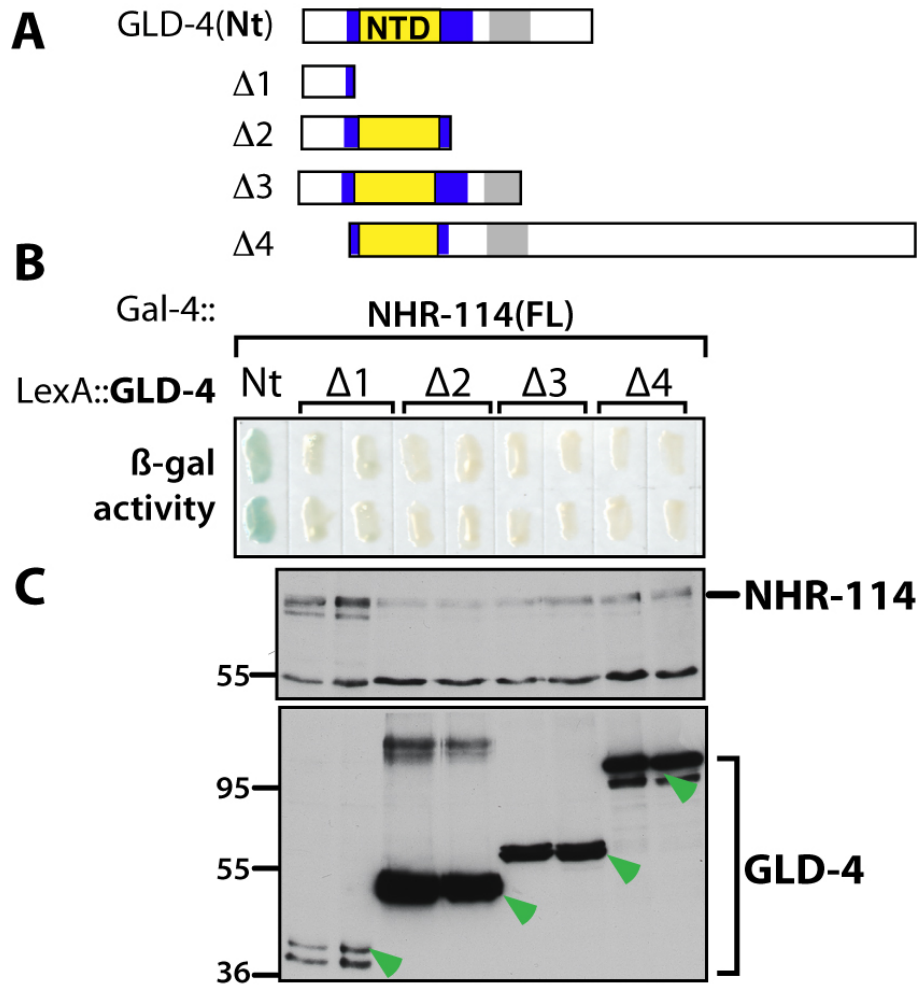 A
GLD-4(Nt)
NTD
Δ1
Δ2
Δ3
Δ4
B
Gal-4::
NHR-114(FL)
LexA::GLD-4
Nt Δ1 Δ2 Δ3 Δ4
ß-gal
activity
C
NHR-114
55
95
55
36
GLD-4